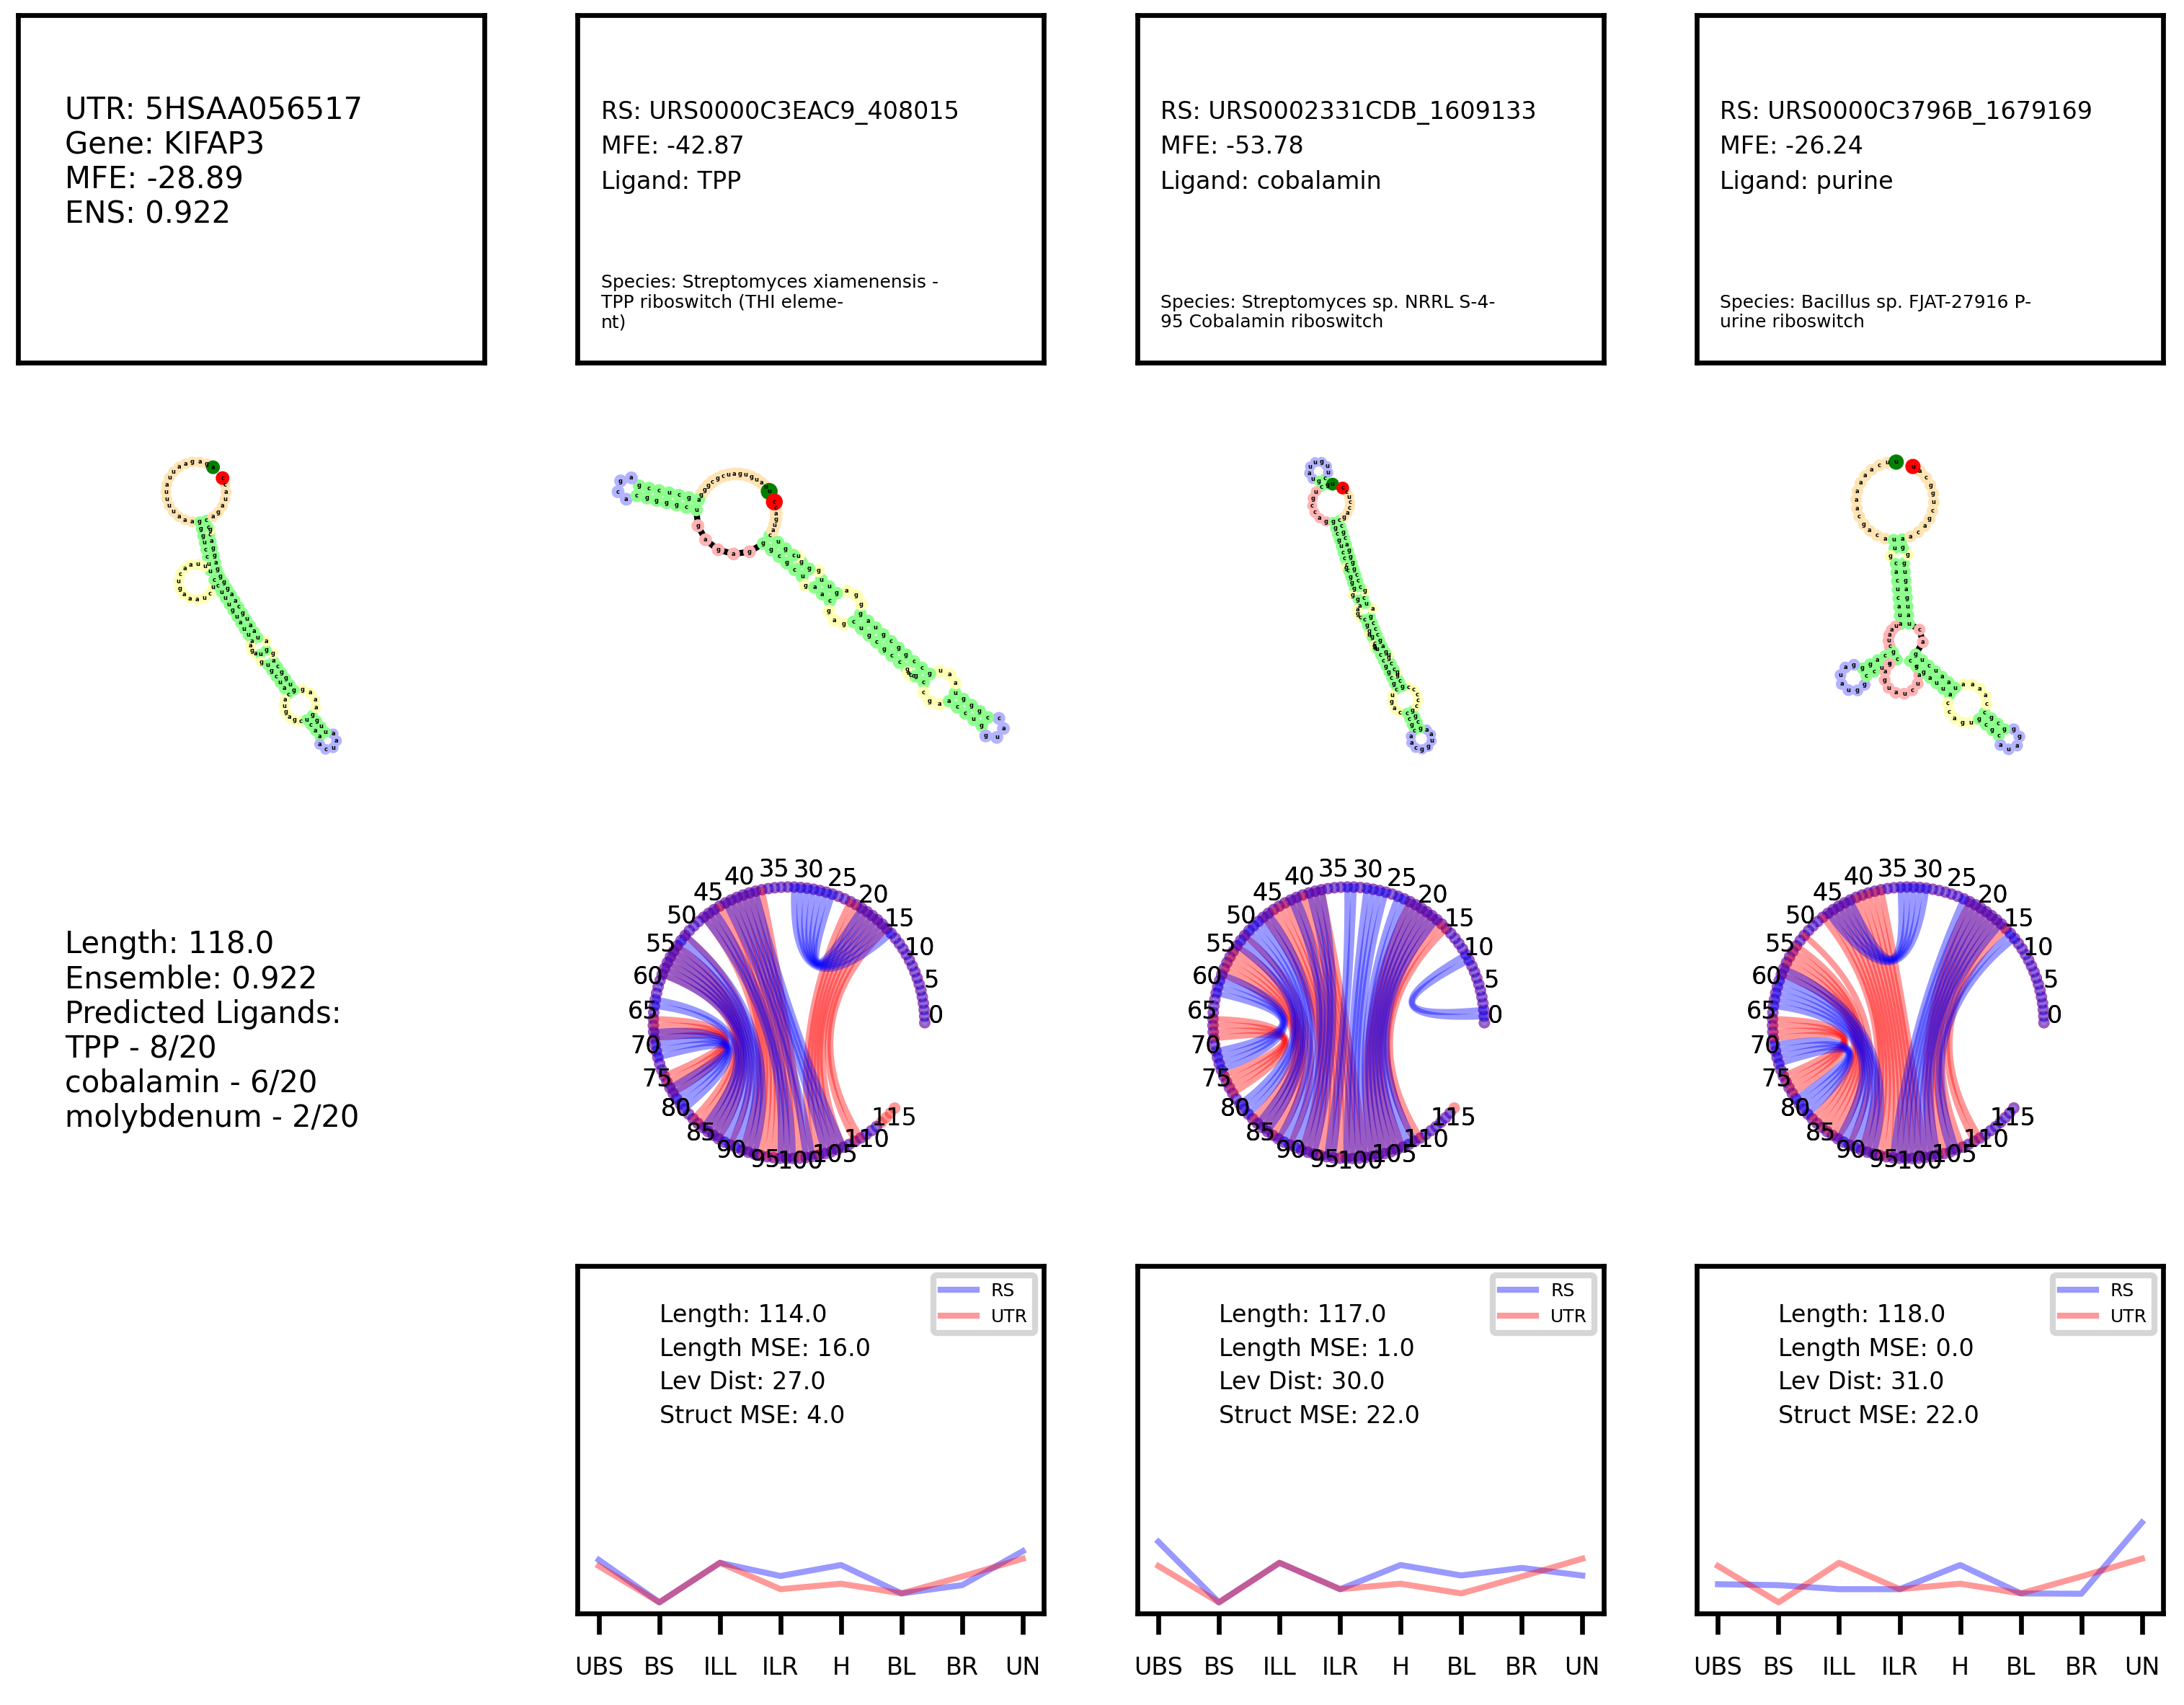 UTR: 5HSAA056517
Gene: KIFAP3
MFE: -28.89
ENS: 0.922
RS: URS0000C3EAC9_408015
MFE: -42.87
Ligand: TPP
Species: Streptomyces xiamenensis -
TPP riboswitch (THI eleme-
nt)
RS: URS0002331CDB_1609133
MFE: -53.78
Ligand: cobalamin
Species: Streptomyces sp. NRRL S-4-
95 Cobalamin riboswitch
RS: URS0000C3796B_1679169
MFE: -26.24
Ligand: purine
Species: Bacillus sp. FJAT-27916 P-
urine riboswitch
Length: 118.0
Ensemble: 0.922
Predicted Ligands:
TPP - 8/20
cobalamin - 6/20
molybdenum - 2/20
0 5 10 15 20 25 30 35 40 45 50 55 60 65 70 75 80 85 90 95 100 105 110 115
0 5 10 15 20 25 30 35 40 45 50 55 60 65 70 75 80 85 90 95 100 105 110 115
0 5 10 15 20 25 30 35 40 45 50 55 60 65 70 75 80 85 90 95 100 105 110 115
RS
UTR
Length: 114.0
Length MSE: 16.0
Lev Dist: 27.0
Struct MSE: 4.0
UBS BS ILL ILR H BL BR UN
RS
UTR
Length: 117.0
Length MSE: 1.0
Lev Dist: 30.0
Struct MSE: 22.0
UBS BS ILL ILR H BL BR UN
RS
UTR
Length: 118.0
Length MSE: 0.0
Lev Dist: 31.0
Struct MSE: 22.0
UBS BS ILL ILR H BL BR UN